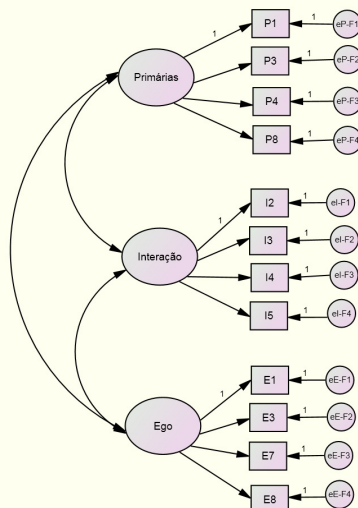 P1 1 eP-F1
1
Primárias
P3 1 eP-F2
P4 1 eP-F3
P8 1 eP-F4
I2 1 eI-F1
1
I3 1 eI-F2
Interação
I4 1 eI-F3
I5 1 eI-F4
E1 1 eE-F1
1
E3 1 eE-F2
Ego
E7 1 eE-F3
E8 1 eE-F4